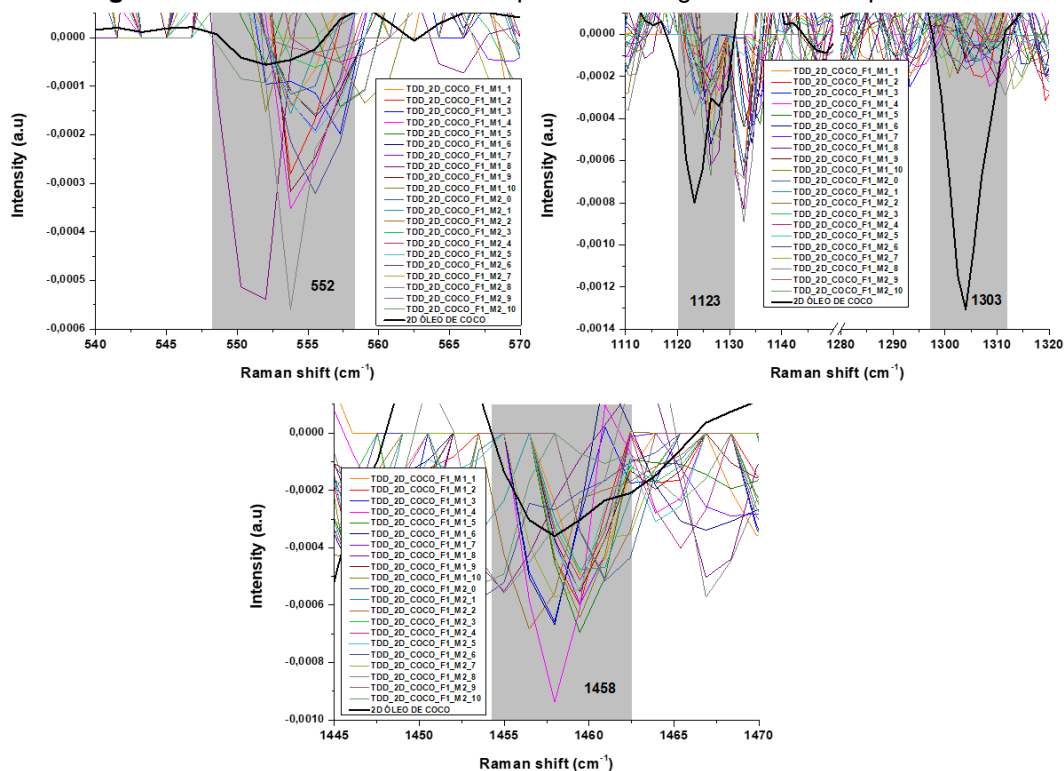 0,0000
-0,0001
-0,0002
-0,0003
-0,0004
-0,0005
-0,0006
Intensity (a.u)
TDD_2D_COCO_F1_M1_1
TDD_2D_COCO_F1_M1_2
TDD_2D_COCO_F1_M1_3
TDD_2D_COCO_F1_M1_4
TDD_2D_COCO_F1_M1_5
TDD_2D_COCO_F1_M1_6
TDD_2D_COCO_F1_M1_7
TDD_2D_COCO_F1_M1_8
TDD_2D_COCO_F1_M1_9
TDD_2D_COCO_F1_M1_10
TDD_2D_COCO_F1_M2_0
TDD_2D_COCO_F1_M2_1
TDD_2D_COCO_F1_M2_2
TDD_2D_COCO_F1_M2_3
TDD_2D_COCO_F1_M2_4
TDD_2D_COCO_F1_M2_5
TDD_2D_COCO_F1_M2_6
TDD_2D_COCO_F1_M2_7
TDD_2D_COCO_F1_M2_8
TDD_2D_COCO_F1_M2_9
TDD_2D_COCO_F1_M2_10
2D ÓLEO DE COCO
552
540 545 550 555 560 565 570
Raman shift (cm⁻¹)
0,0000
-0,0002
-0,0004
-0,0006
-0,0008
-0,0010
-0,0012
-0,0014
Intensity (a.u)
TDD_2D_COCO_F1_M1_1
TDD_2D_COCO_F1_M1_2
TDD_2D_COCO_F1_M1_3
TDD_2D_COCO_F1_M1_4
TDD_2D_COCO_F1_M1_5
TDD_2D_COCO_F1_M1_6
TDD_2D_COCO_F1_M1_7
TDD_2D_COCO_F1_M1_8
TDD_2D_COCO_F1_M1_9
TDD_2D_COCO_F1_M1_10
TDD_2D_COCO_F1_M2_0
TDD_2D_COCO_F1_M2_1
TDD_2D_COCO_F1_M2_2
TDD_2D_COCO_F1_M2_3
TDD_2D_COCO_F1_M2_4
TDD_2D_COCO_F1_M2_5
TDD_2D_COCO_F1_M2_6
TDD_2D_COCO_F1_M2_7
TDD_2D_COCO_F1_M2_8
TDD_2D_COCO_F1_M2_9
TDD_2D_COCO_F1_M2_10
2D ÓLEO DE COCO
1123
1303
1110 1120 1130 1140 1280 1290 1300 1310 1320
Raman shift (cm⁻¹)
0,0000
-0,0002
-0,0004
-0,0006
-0,0008
-0,0010
Intensity (a.u)
TDD_2D_COCO_F1_M1_1
TDD_2D_COCO_F1_M1_2
TDD_2D_COCO_F1_M1_3
TDD_2D_COCO_F1_M1_4
TDD_2D_COCO_F1_M1_5
TDD_2D_COCO_F1_M1_6
TDD_2D_COCO_F1_M1_7
TDD_2D_COCO_F1_M1_8
TDD_2D_COCO_F1_M1_9
TDD_2D_COCO_F1_M1_10
TDD_2D_COCO_F1_M2_0
TDD_2D_COCO_F1_M2_1
TDD_2D_COCO_F1_M2_2
TDD_2D_COCO_F1_M2_3
TDD_2D_COCO_F1_M2_4
TDD_2D_COCO_F1_M2_5
TDD_2D_COCO_F1_M2_6
TDD_2D_COCO_F1_M2_7
TDD_2D_COCO_F1_M2_8
TDD_2D_COCO_F1_M2_9
TDD_2D_COCO_F1_M2_10
2D ÓLEO DE COCO
1458
1445 1450 1455 1460 1465 1470
Raman shift (cm⁻¹)